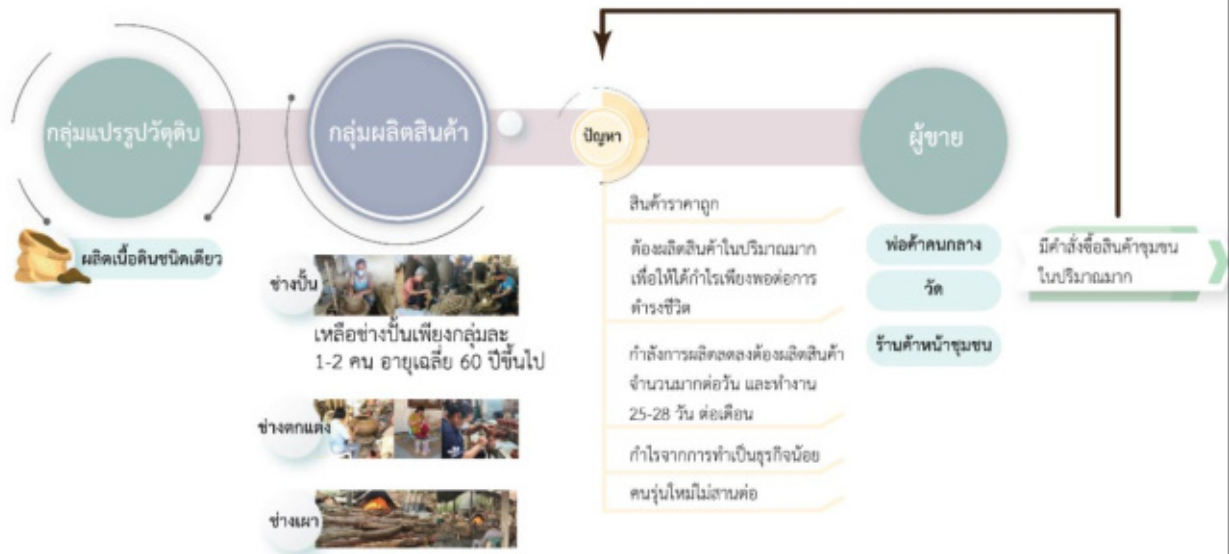 กลุ่มแปรรูปวัตุดิบ
ผลิตเนื้อดินชนิดเดียว
กลุ่มผลิตสินค้า
ช่างปั้น
เหลือช่างปั้นเพียงกลุ่มละ
1-2 คน อายุเฉลี่ย 60 ปีขึ้นไป
ช่างตกแต่ง
ช่างเผา
ปัญหา
สินค้าราคาถูก
ต้องผลิตสินค้าในปริมาณมาก
เพื่อให้ได้กำไรเพียงพอต่อการ
ดำรงชีวิต
กำลังการผลิตลดลงต้องผลิตสินค้า
จำนวนมากต่อวัน และทำงาน
25-28 วัน ต่อเดือน
กำไรจากการทำเป็นธุรกิจน้อย
คนรุ่นใหม่ไม่สานต่อ
ผู้ขาย
พ่อค้าคนกลาง
วัด
ร้านค้าหน้าชุมชน
มีคำสั่งซื้อสินค้าชุมชน
ในปริมาณมาก